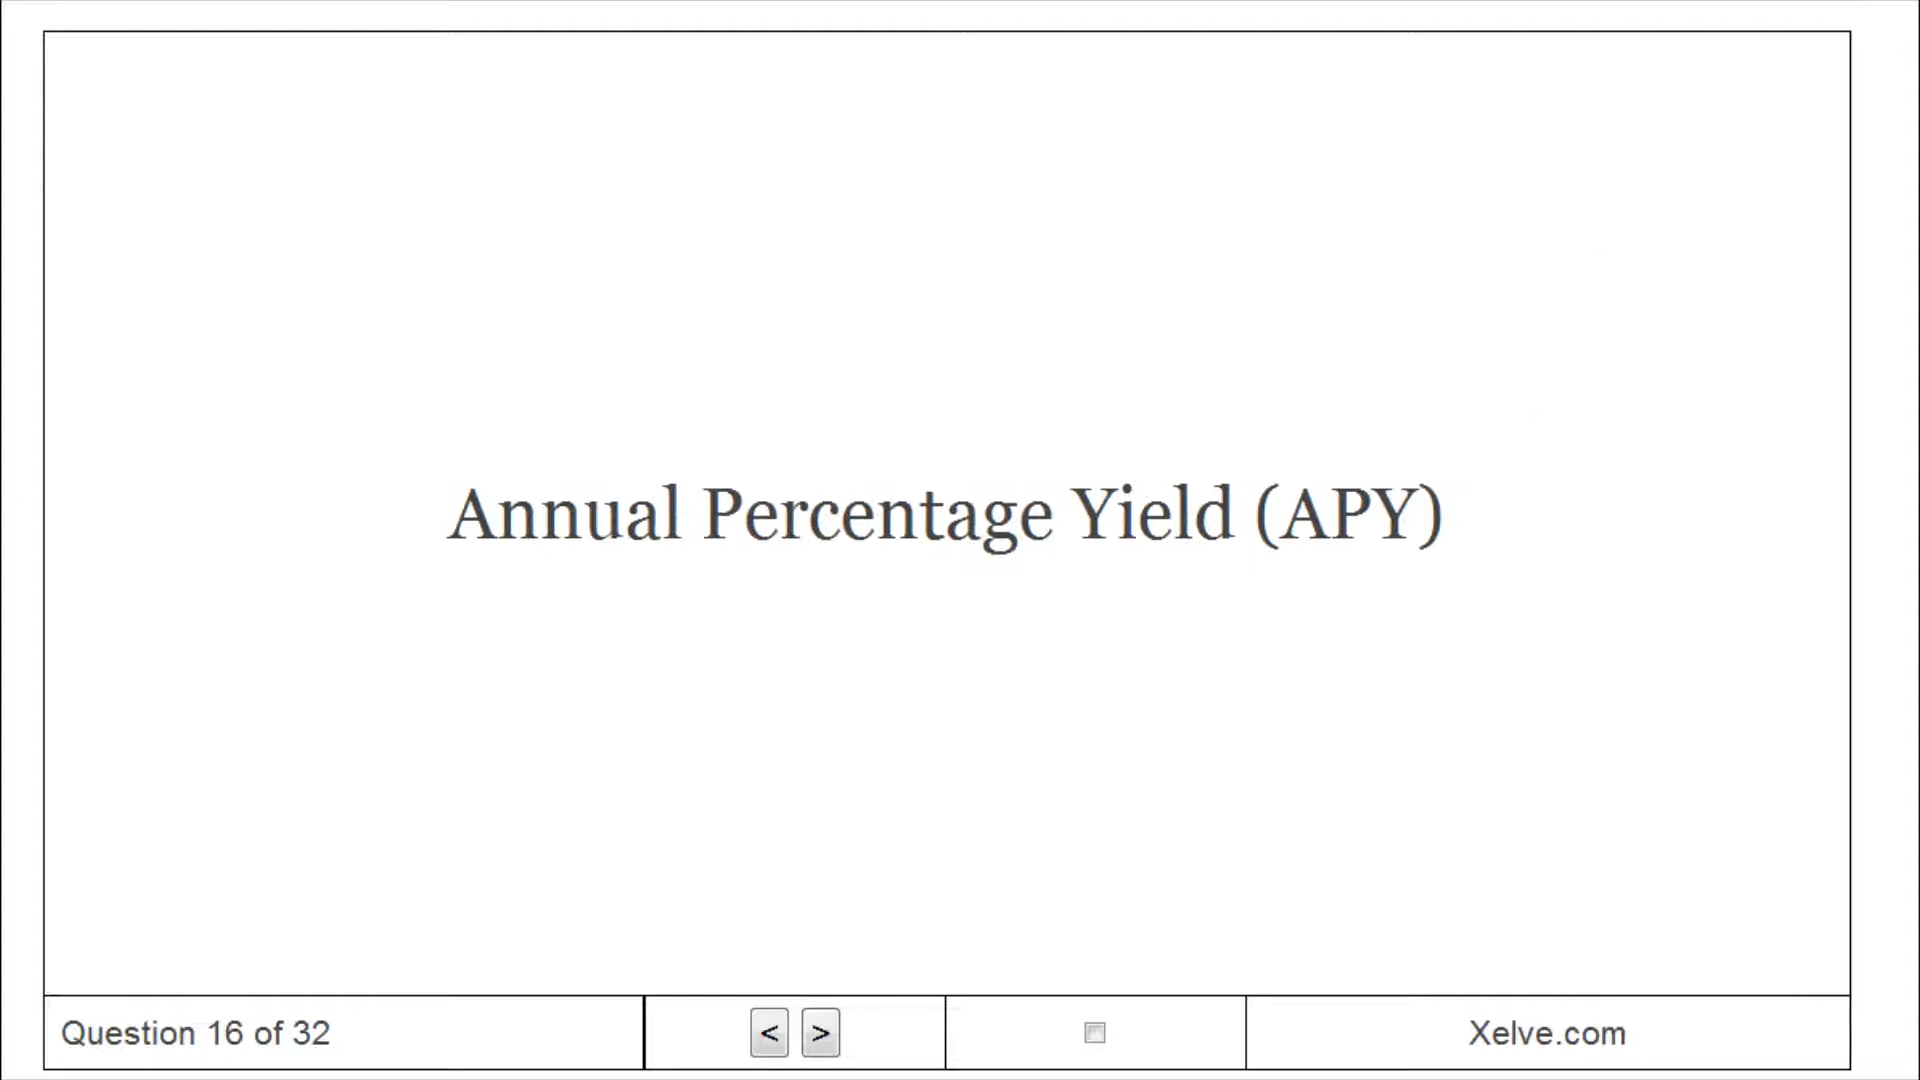 Annual Percentage Yield (APY)
Question 16 of 32
< >
Xelve.com